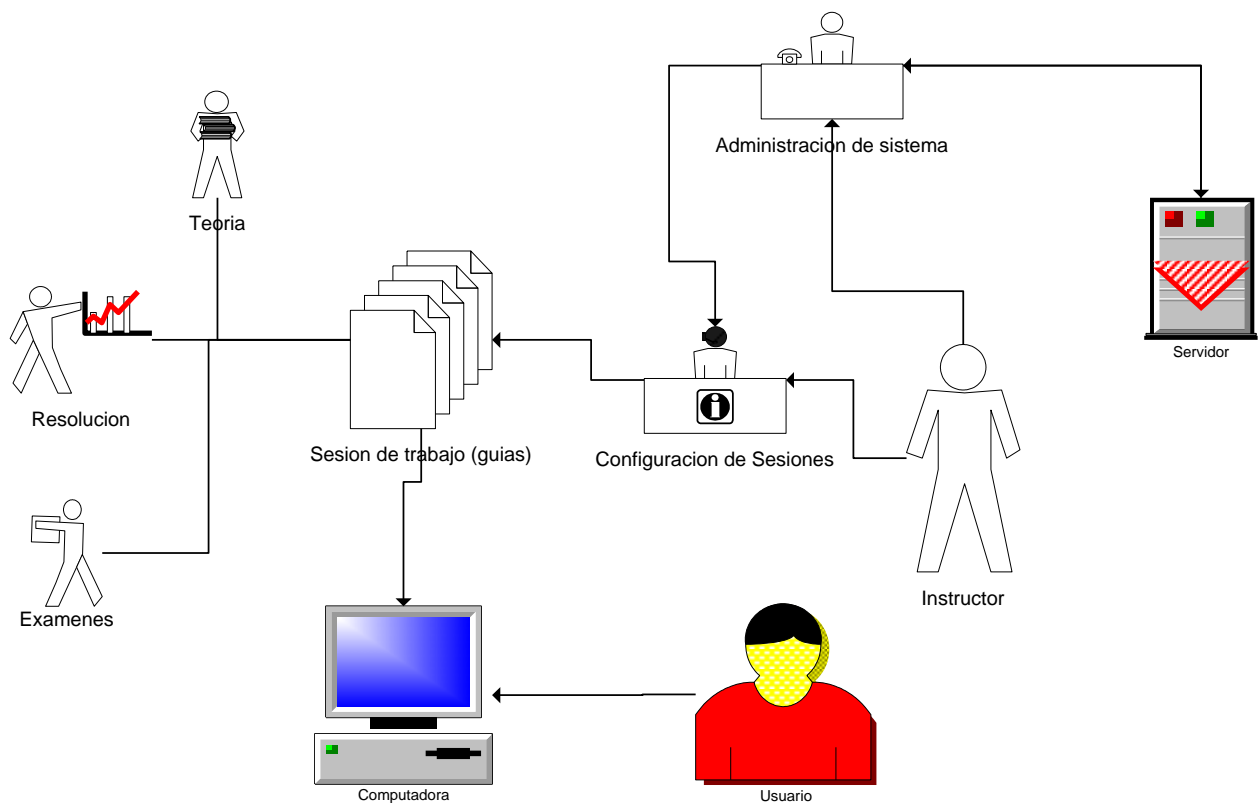 Administracion de sistema
Teoria
Servidor
Resolucion
Sesion de trabajo (guias)
Configuracion de Sesiones
Instructor
Examenes
Computadora
Usuario